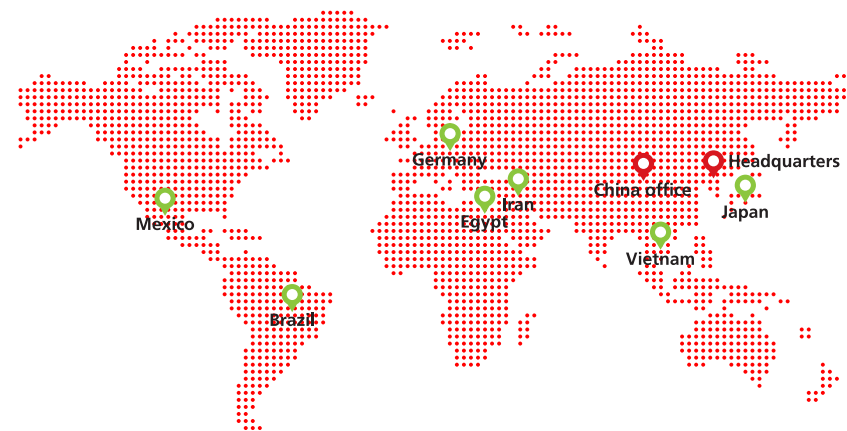 Germany
Headquarters
China office
Iran
Japan
Mexico
Egypt
Vietnam
Brazil